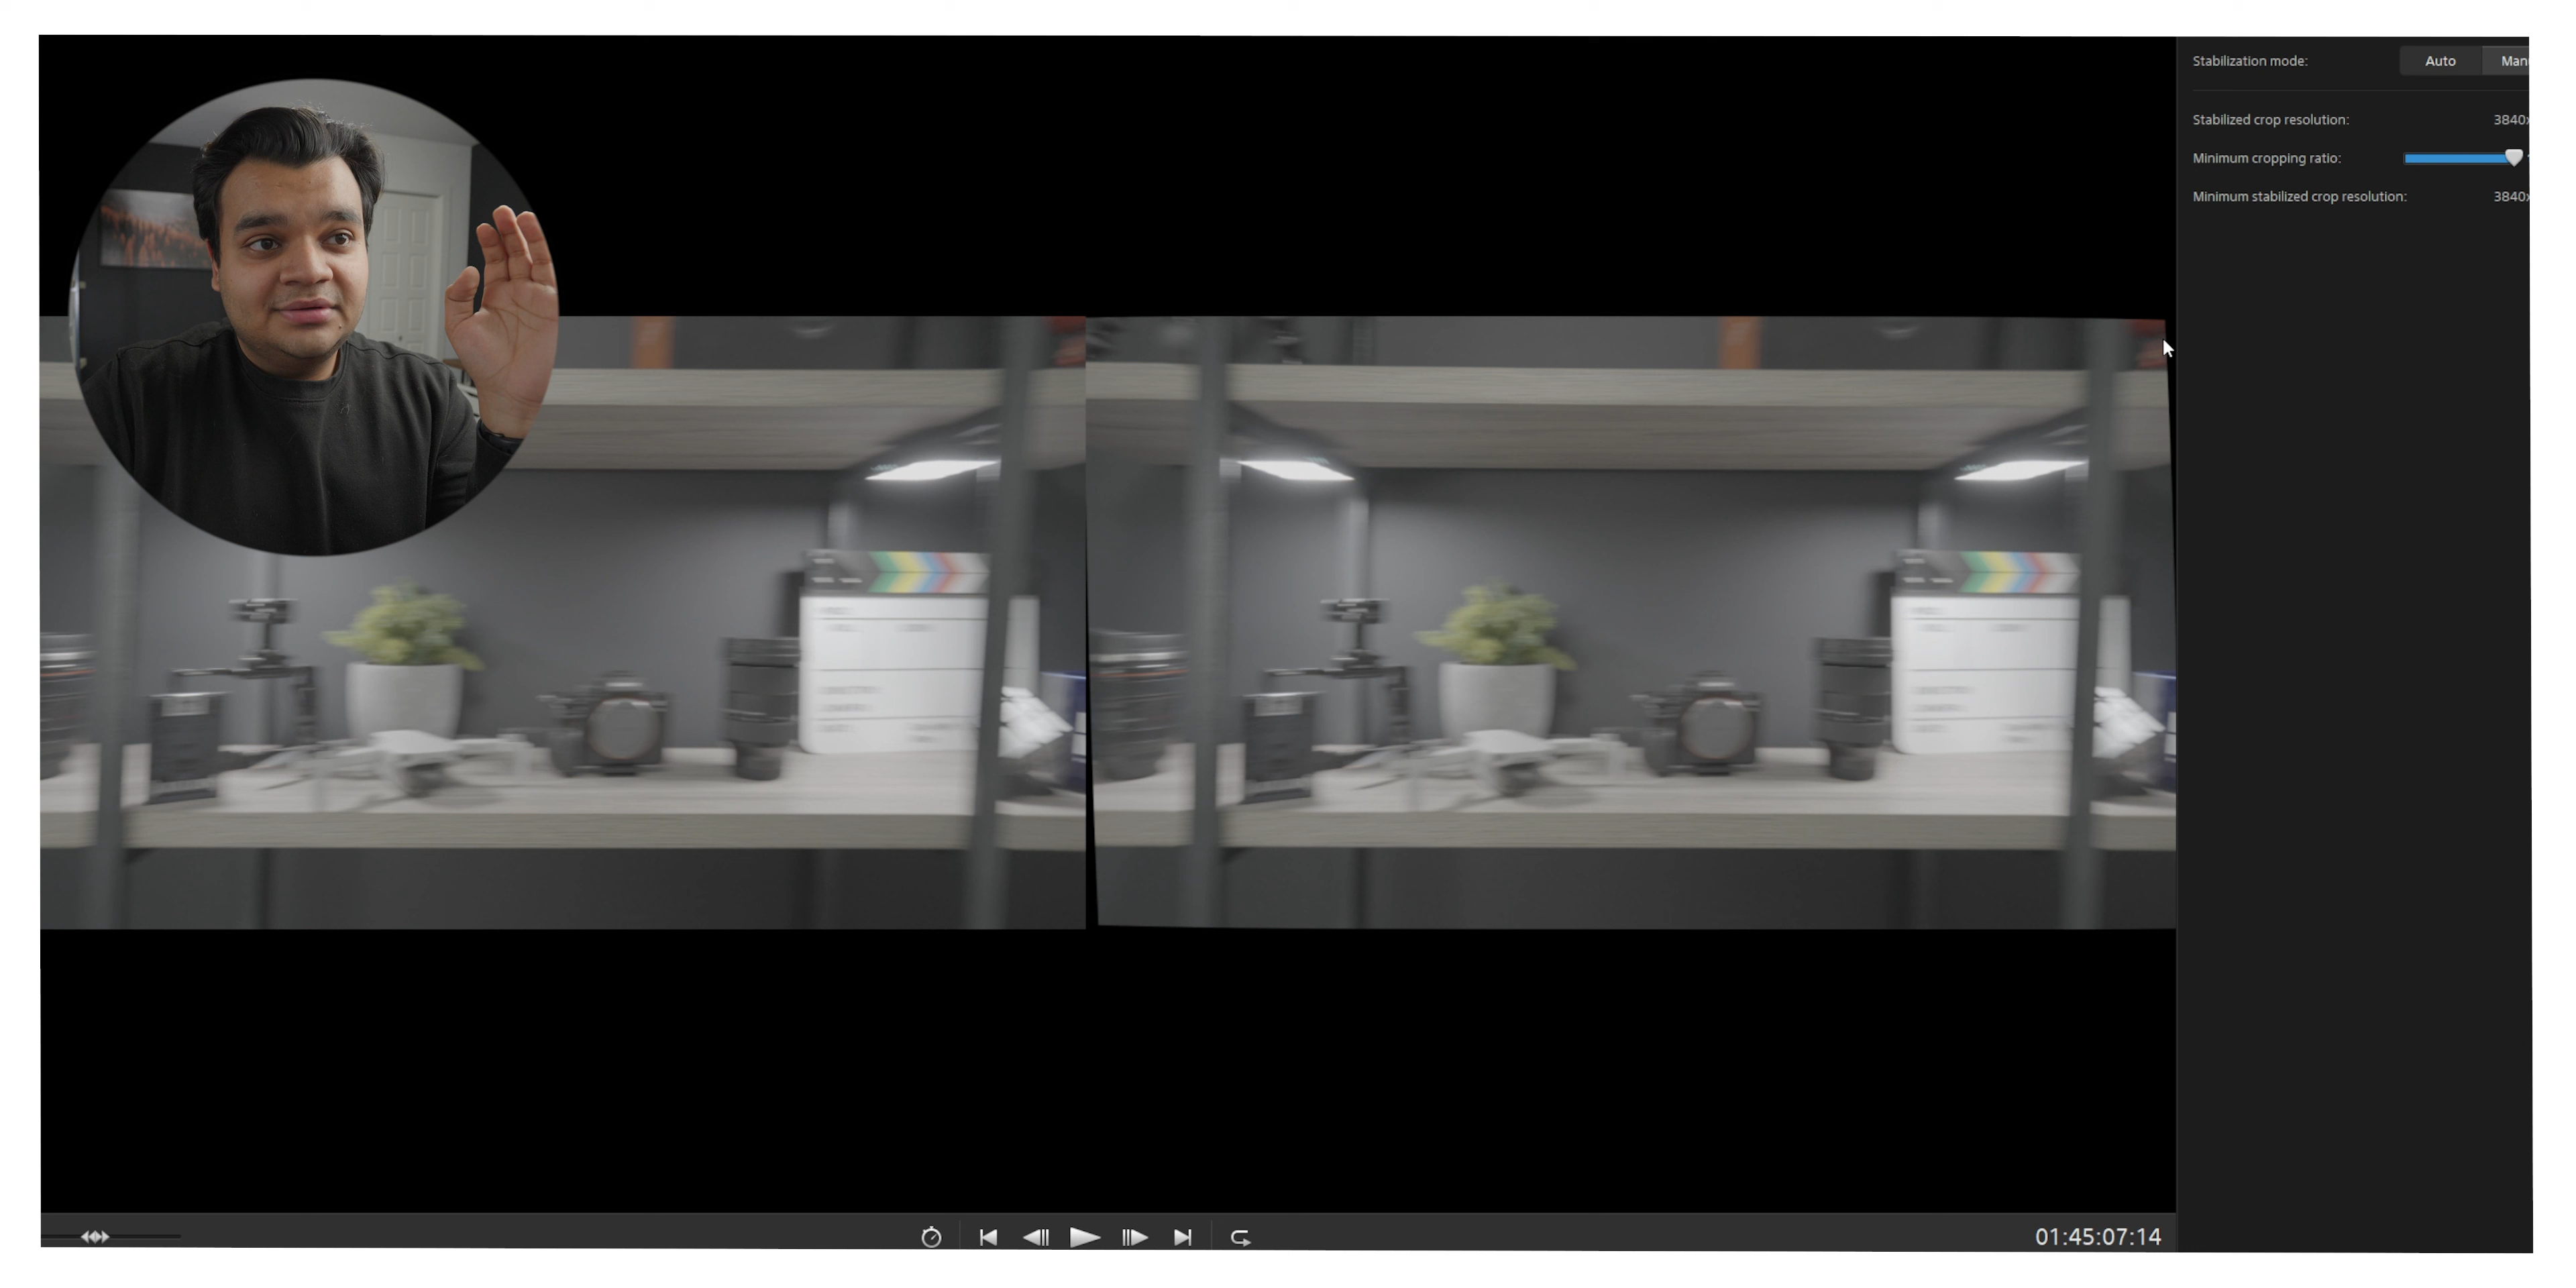 Stabilization mode: Auto
Stabilized crop resolution:
Minimum cropping ratio:
Minimum stabilized crop resolution:
01:45:07:14